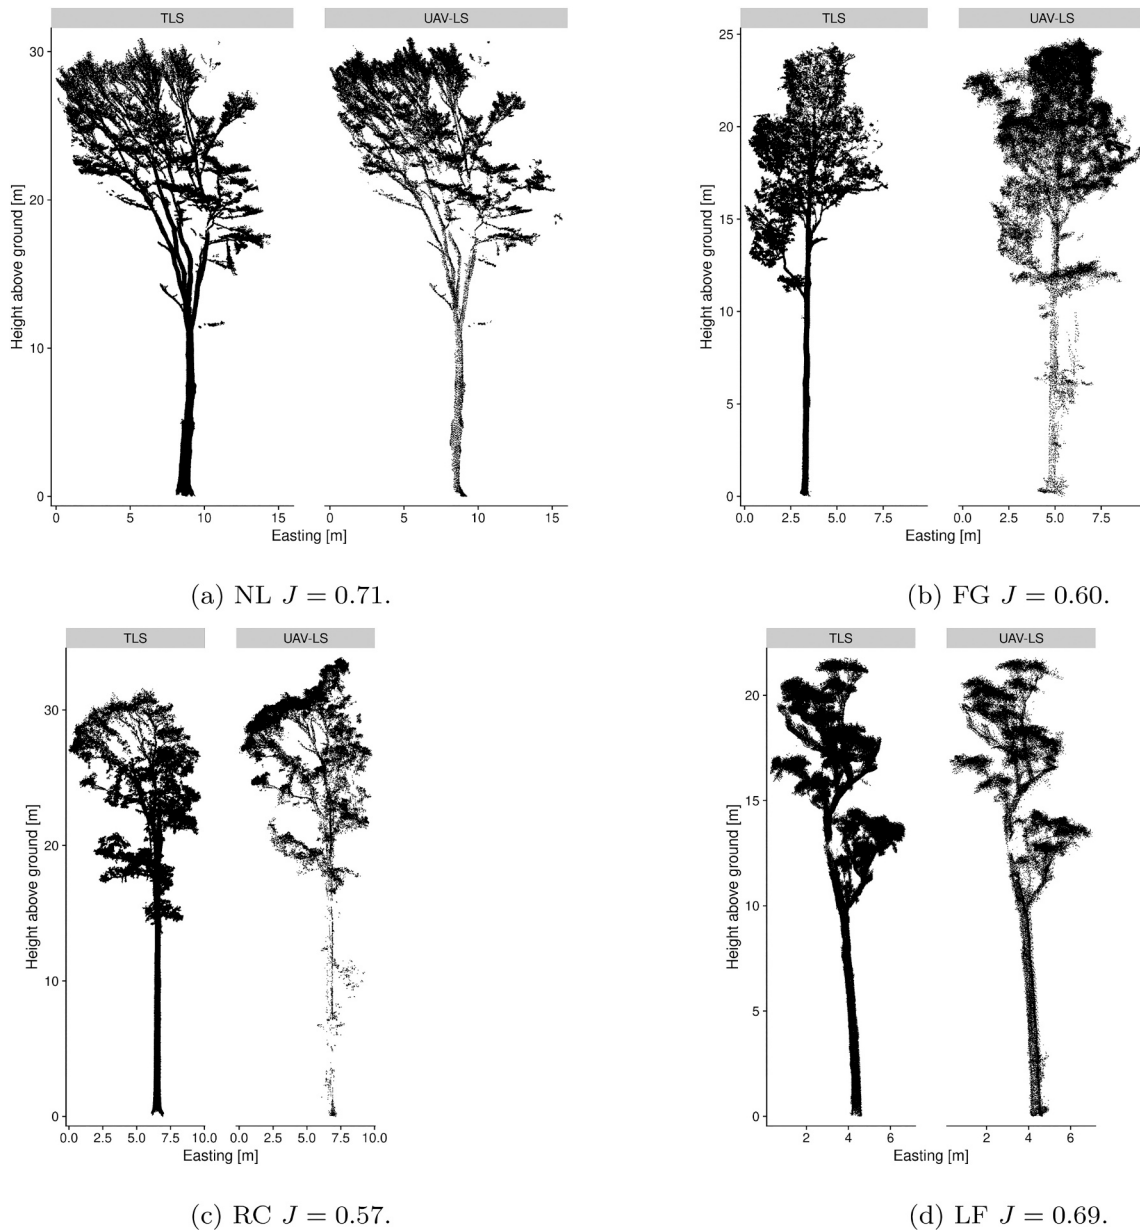 TLS UAV-LS
30
20
10
0
Height above ground [m]
0 5 10 15 0 5 10 15
Easting [m]
(a) NL J = 0.71.
TLS UAV-LS
25
20
15
10
5
0
Height above ground [m]
0.0 2.5 5.0 7.5 0.0 2.5 5.0 7.5
Easting [m]
(b) FG J = 0.60.
TLS UAV-LS
30
20
10
0
Height above ground [m]
0.0 2.5 5.0 7.5 10.0 0.0 2.5 5.0 7.5 10.0
Easting [m]
(c) RC J = 0.57.
TLS UAV-LS
20
15
10
5
0
Height above ground [m]
2 4 6 2 4 6
Easting [m]
(d) LF J = 0.69.